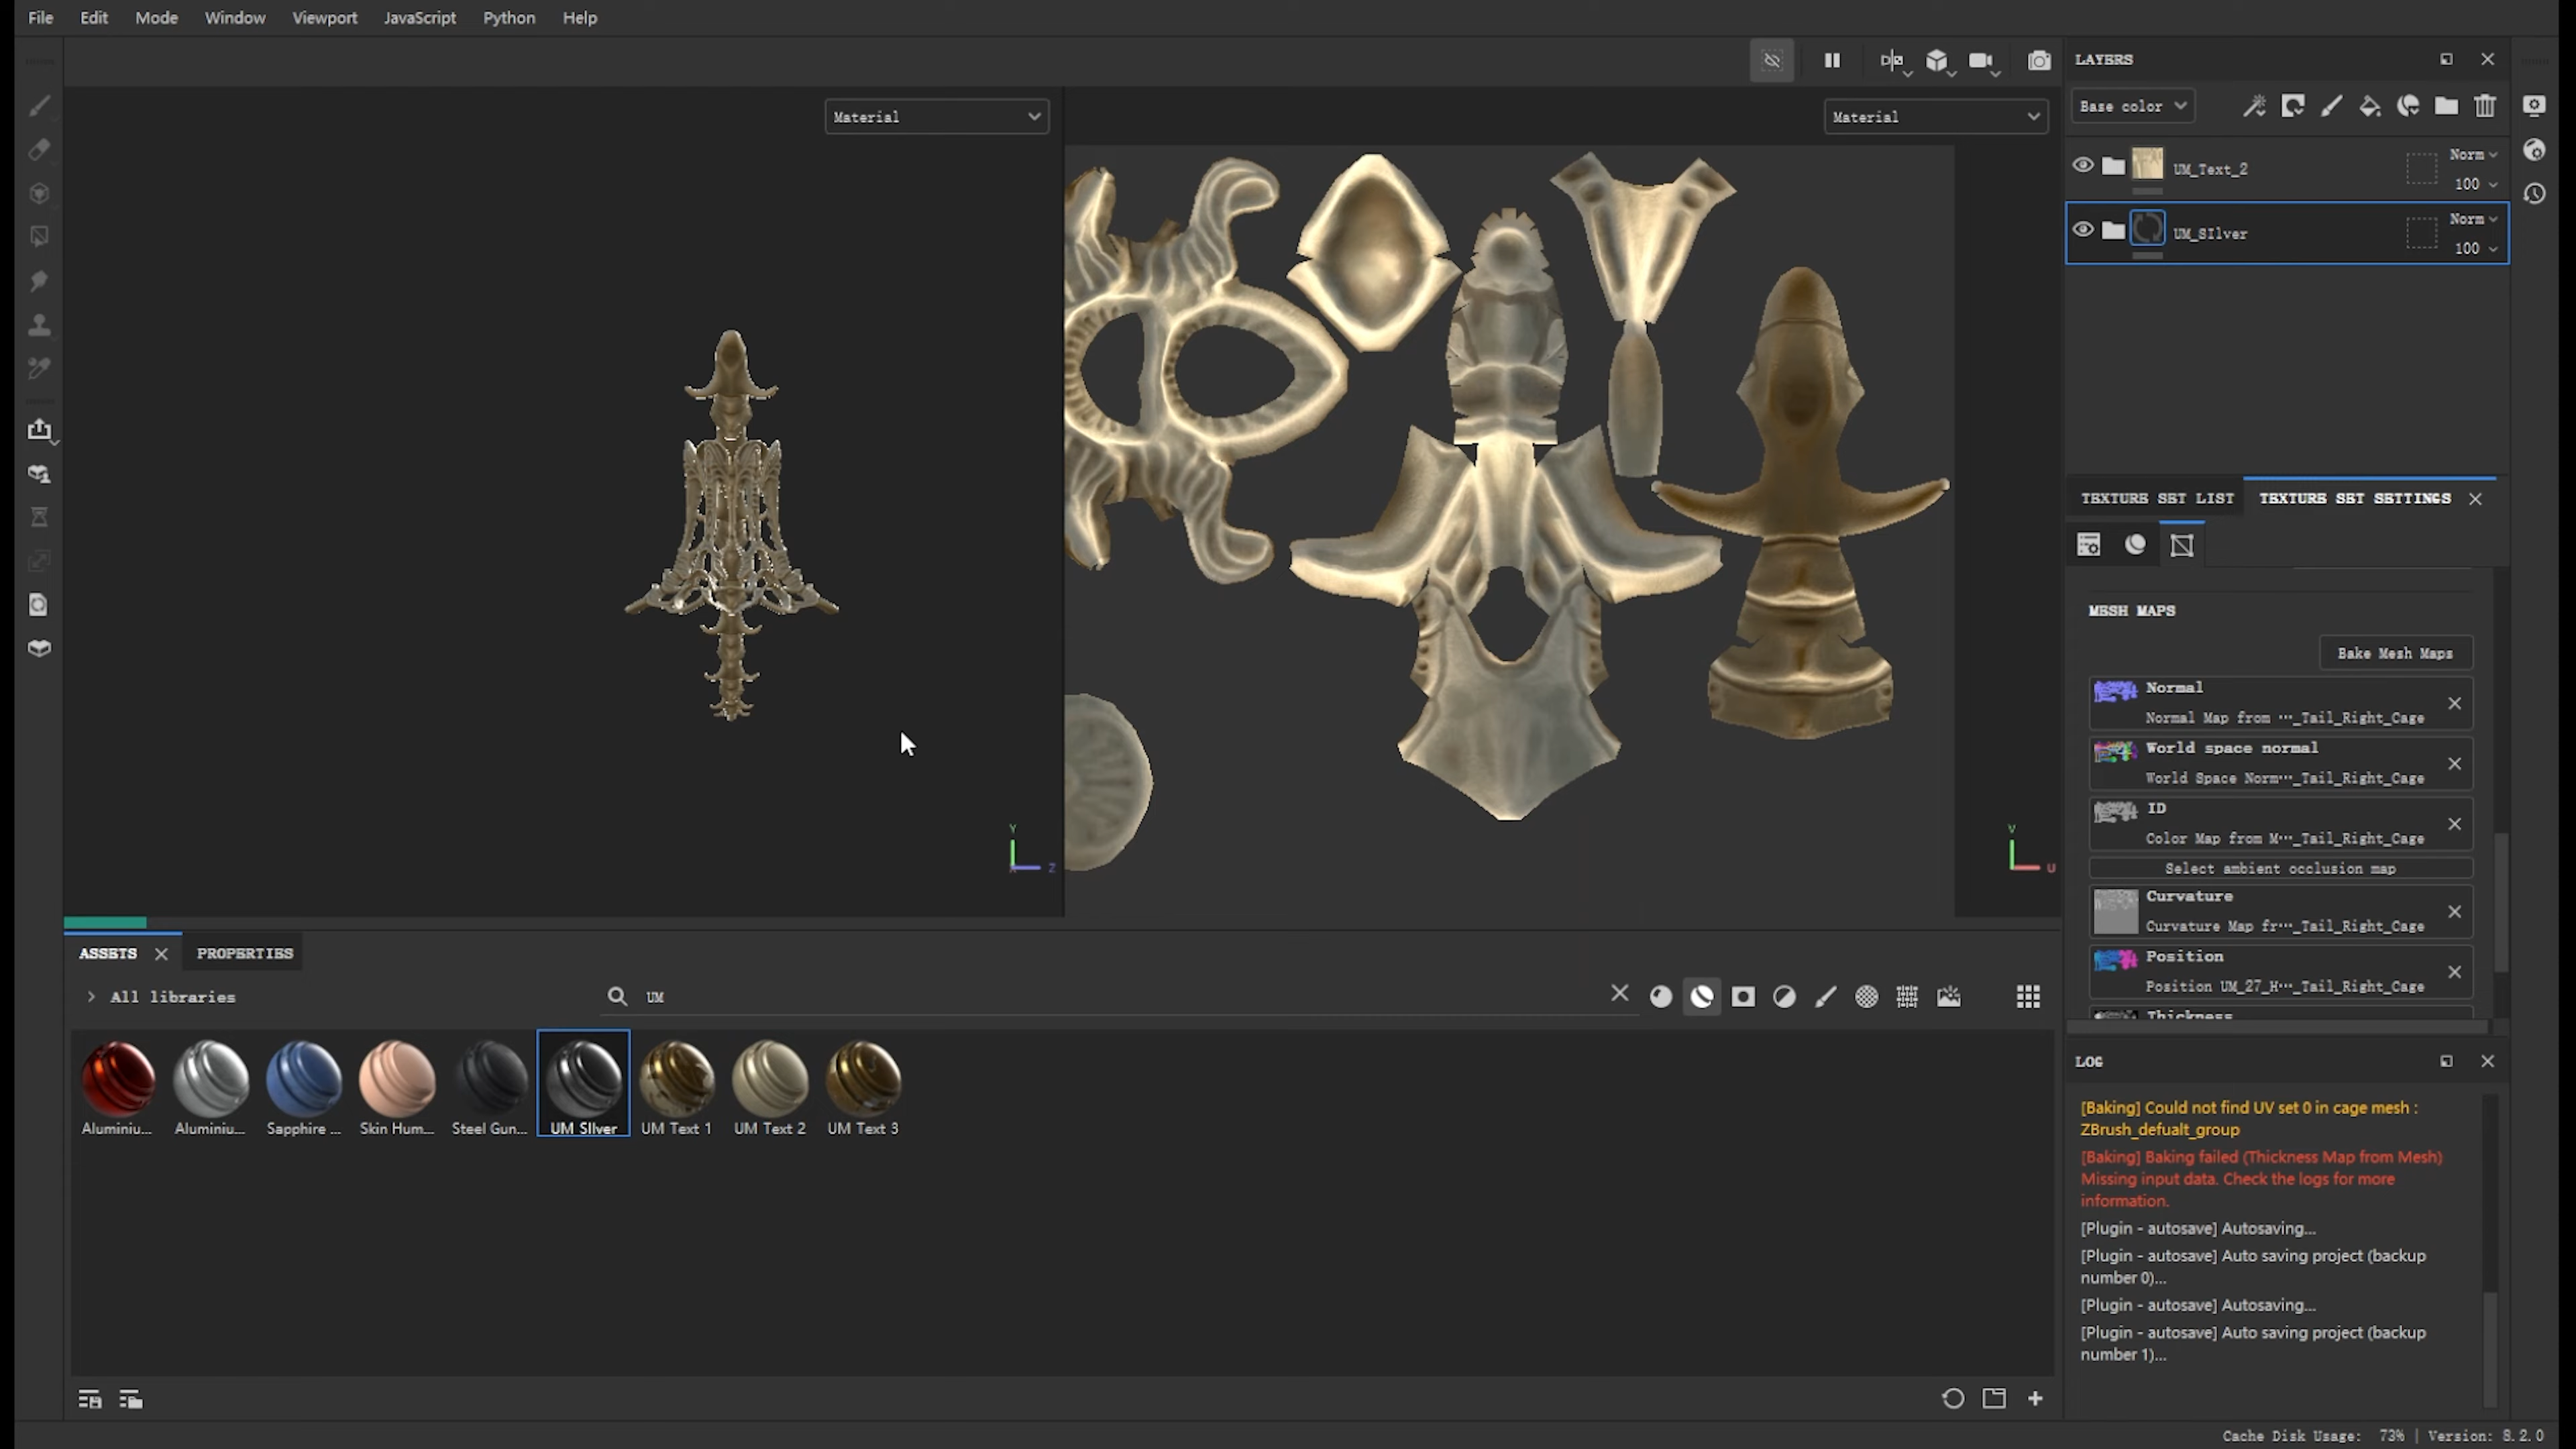 File Edit Mode Window Viewport JavaScript Python Help
Material
Material
Y
Z
V
U
LAYERS
Base color
UM_Text_2
Norm
100
UM_SIlver
Norm
100
TEXTURE SET LIST TEXTURE SET SETTINGS
MESH MAPS
Bake Mesh Maps
Normal
Normal Map from ···_Tail_Right_Cage
World space normal
World Space Norm···_Tail_Right_Cage
ID
Color Map from M···_Tail_Right_Cage
Select ambient occlusion map
Curvature
Curvature Map fr···_Tail_Right_Cage
Position
Position UM_27_H···_Tail_Right_Cage
Thickness
ASSETS PROPERTIES
All libraries
UM
Aluminiu...
Aluminiu...
Sapphire ...
Skin Hum...
Steel Gun...
UM SIlver
UM Text 1
UM Text 2
UM Text 3
LOG
[Baking] Could not find UV set 0 in cage mesh :
ZBrush_defualt_group
[Baking] Baking failed (Thickness Map from Mesh)
Missing input data. Check the logs for more
information.
[Plugin - autosave] Autosaving...
[Plugin - autosave] Auto saving project (backup
number 0)...
[Plugin - autosave] Autosaving...
[Plugin - autosave] Auto saving project (backup
number 1)...
Cache Disk Usage: 73% | Version: 8.2.0